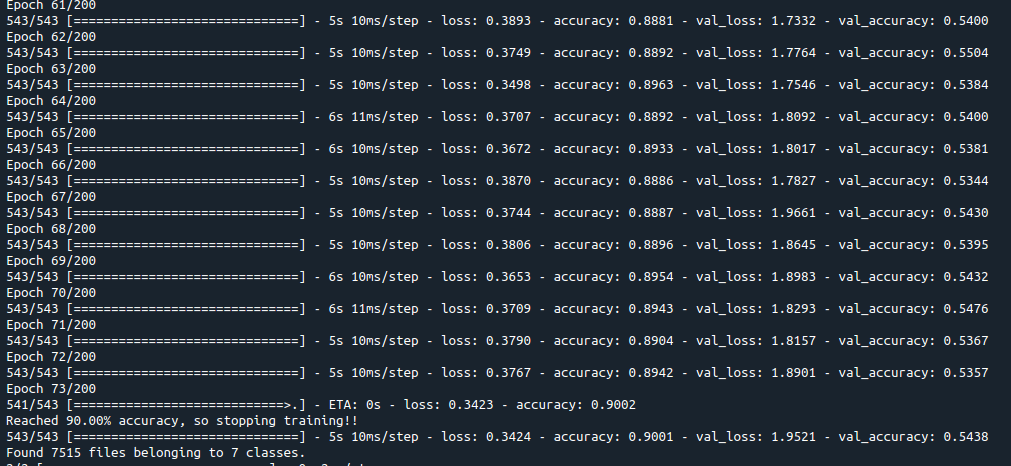 Epoch 61/200
543/543 [==============================] - 5s 10ms/step - loss: 0.3893 - accuracy: 0.8881 - val_loss: 1.7332 - val_accuracy: 0.5400
Epoch 62/200
543/543 [==============================] - 5s 10ms/step - loss: 0.3749 - accuracy: 0.8892 - val_loss: 1.7764 - val_accuracy: 0.5504
Epoch 63/200
543/543 [==============================] - 5s 10ms/step - loss: 0.3498 - accuracy: 0.8963 - val_loss: 1.7546 - val_accuracy: 0.5384
Epoch 64/200
543/543 [==============================] - 6s 11ms/step - loss: 0.3707 - accuracy: 0.8892 - val_loss: 1.8092 - val_accuracy: 0.5400
Epoch 65/200
543/543 [==============================] - 6s 11ms/step - loss: 0.3672 - accuracy: 0.8933 - val_loss: 1.8017 - val_accuracy: 0.5381
Epoch 66/200
543/543 [==============================] - 5s 10ms/step - loss: 0.3870 - accuracy: 0.8886 - val_loss: 1.7827 - val_accuracy: 0.5344
Epoch 67/200
543/543 [==============================] - 5s 10ms/step - loss: 0.3744 - accuracy: 0.8887 - val_loss: 1.9661 - val_accuracy: 0.5430
Epoch 68/200
543/543 [==============================] - 5s 10ms/step - loss: 0.3806 - accuracy: 0.8896 - val_loss: 1.8645 - val_accuracy: 0.5395
Epoch 69/200
543/543 [==============================] - 6s 10ms/step - loss: 0.3653 - accuracy: 0.8954 - val_loss: 1.8983 - val_accuracy: 0.5432
Epoch 70/200
543/543 [==============================] - 6s 11ms/step - loss: 0.3709 - accuracy: 0.8943 - val_loss: 1.8293 - val_accuracy: 0.5476
Epoch 71/200
543/543 [==============================] - 5s 10ms/step - loss: 0.3790 - accuracy: 0.8904 - val_loss: 1.8157 - val_accuracy: 0.5367
Epoch 72/200
543/543 [==============================] - 5s 10ms/step - loss: 0.3767 - accuracy: 0.8942 - val_loss: 1.8901 - val_accuracy: 0.5357
Epoch 73/200
541/543 [============================>.] - ETA: 0s - loss: 0.3423 - accuracy: 0.9002
Reached 90.00% accuracy, so stopping training!!
543/543 [==============================] - 5s 10ms/step - loss: 0.3424 - accuracy: 0.9001 - val_loss: 1.9521 - val_accuracy: 0.5438
Found 7515 files belonging to 7 classes.